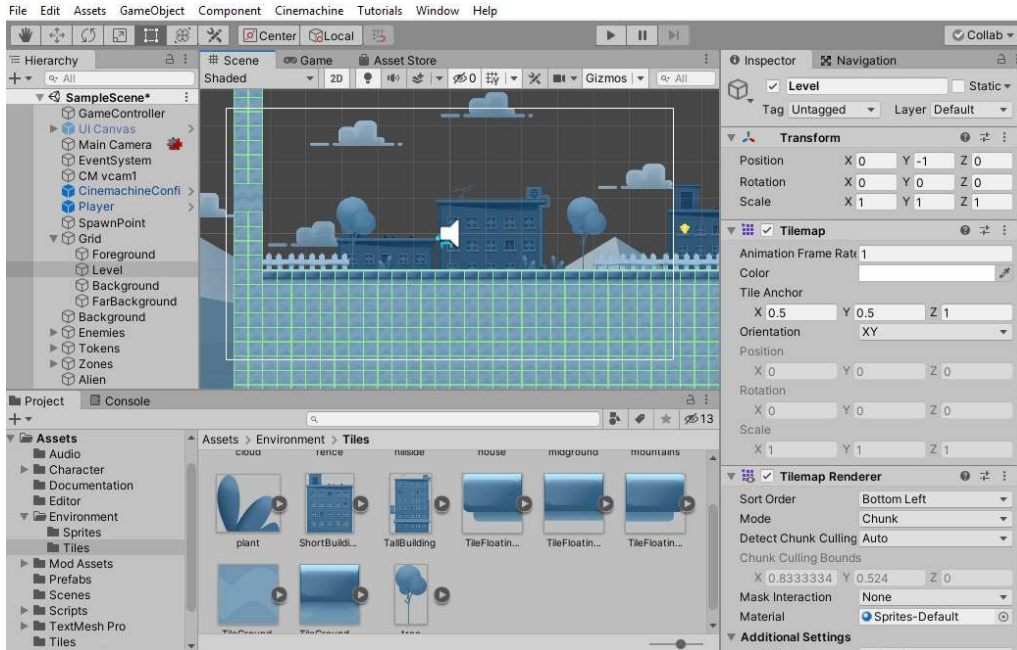 File Edit Assets GameObject Component Cinemachine Tutorials Window Help
Center Local Collab
Hierarchy
All
SampleScene*
GameController
UI Canvas
Main Camera
EventSystem
CM vcam1
CinemachineConfi
Player
SpawnPoint
Grid
Foreground
Level
Background
FarBackground
Background
Enemies
Tokens
Zones
Alien
Scene Game Asset Store
Shaded 2D 0 Gizmos All
Inspector Navigation
Level Static
Tag Untagged Layer Default
Transform
Position X 0 Y -1 Z 0
Rotation X 0 Y 0 Z 0
Scale X 1 Y 1 Z 1
Tilemap
Animation Frame Rate 1
Color
Tile Anchor
X 0.5 Y 0.5 Z 1
Orientation XY
Position
X 0 Y 0 Z 0
Rotation
X 0 Y 0 Z 0
Scale
X 1 Y 1 Z 1
Tilemap Renderer
Sort Order Bottom Left
Mode Chunk
Detect Chunk Culling Auto
Chunk Culling Bounds
X 0.8333334 Y 0.524 Z 0
Mask Interaction None
Material Sprites-Default
Additional Settings
Project Console
13
Assets
Audio
Character
Documentation
Editor
Environment
Sprites
Tiles
Mod Assets
Prefabs
Scenes
Scripts
TextMesh Pro
Tiles
Assets > Environment > Tiles
cloud fence hillside house midground mountains
plant ShortBuildi... TallBuilding TileFloatin... TileFloatin... TileFloatin...
TileGround TileGround tree